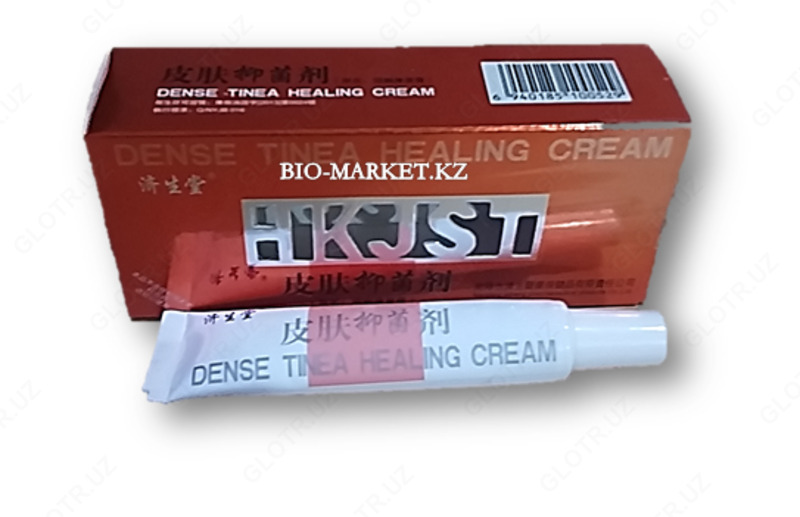 皮肤抑菌剂
DENSE TINEA HEALING CREAM
6 940185 100529
DENSE TINEA HEALING CREAM
BIO-MARKET.KZ
济生堂
HKJST
皮肤抑菌剂
济生堂
皮肤抑菌剂
DENSE TINEA HEALING CREAM
GLOTR.UZ